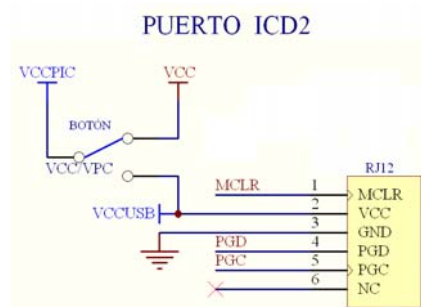 PUERTO ICD2
VCCPIC
VCC
BOTÓN
VCC/VPC
RJ12
MCLR 1 MCLR
2 VCC
VCCUSB
3 GND
PGD 4 PGD
PGC 5 PGC
6 NC